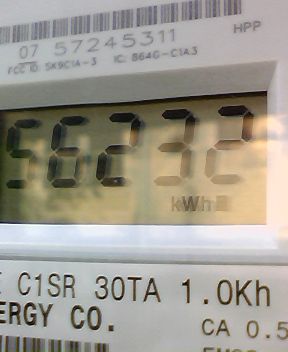 07 57245311
HPP
FCC ID: SK9C1A-3 IC: 864G-C1A3
56232
kWh
C1SR 30TA 1.0Kh
ERGY CO.
CA 0.5